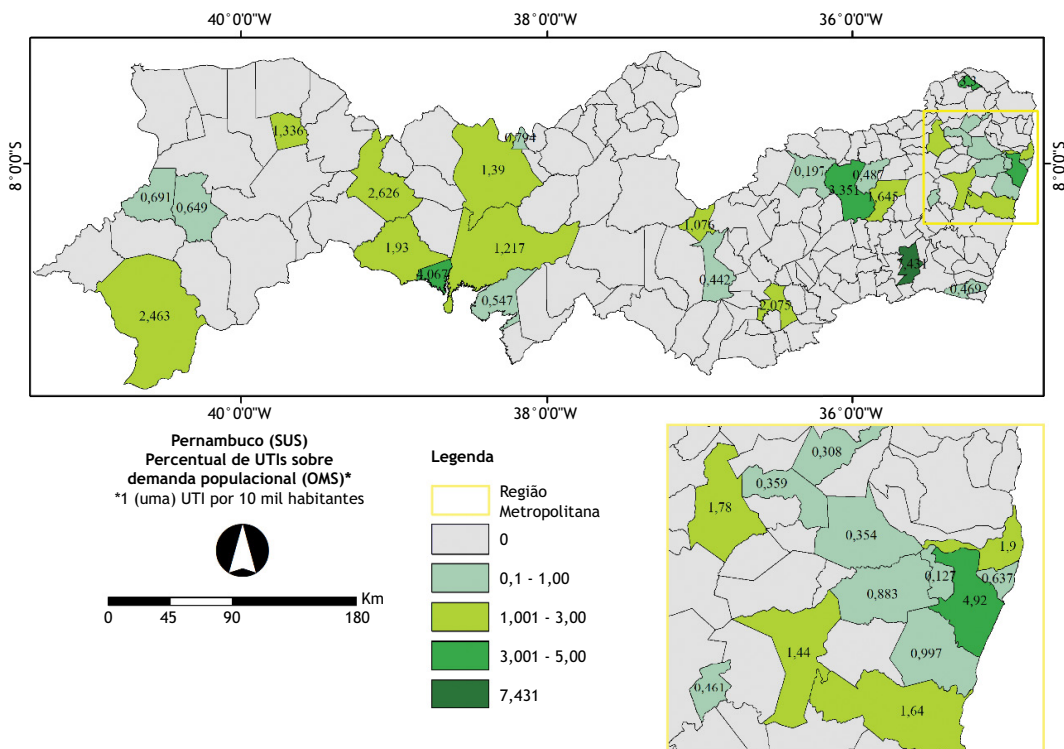 40°0'0"W
38°0'0"W
36°0'0"W
8°0'0"S
8°0'0"S
1,336
0,794
1,39
0,691
0,649
2,626
0,197
0,487
3,351
1,645
1,93
1,217
1,076
4,067
0,547
0,442
2,463
2,075
0,469
40°0'0"W
38°0'0"W
36°0'0"W
Pernambuco (SUS)
Percentual de UTIs sobre
demanda populacional (OMS)*
*1 (uma) UTI por 10 mil habitantes
Km
0 45 90 180
Legenda
Região
Metropolitana
0
0,1 - 1,00
1,001 - 3,00
3,001 - 5,00
7,431
0,308
0,359
1,78
0,354
1,9
0,127
0,637
0,883
4,92
1,44
0,997
0,461
1,64